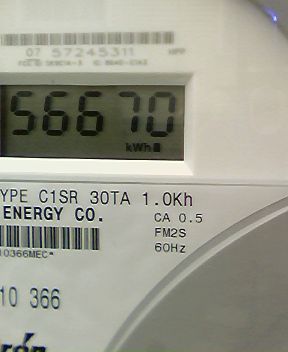 07 57245311
56670
kWh
YPE C1SR 30TA 1.0Kh
ENERGY CO.
CA 0.5
FM2S
60Hz
10366MEC*
10 366
rón